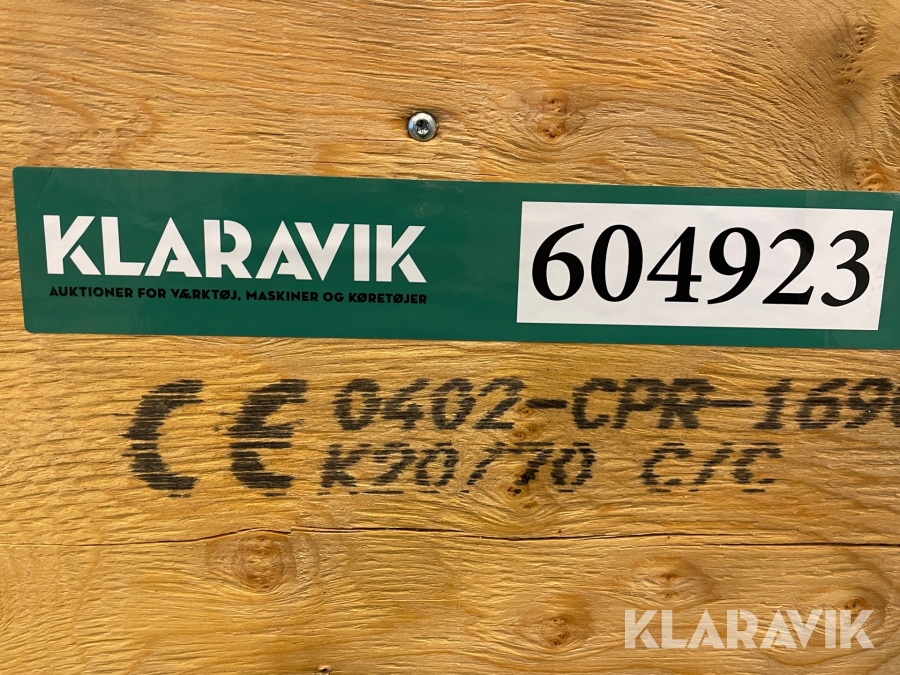 KLARAVIK
AUKTIONER FOR VÆRKTØJ, MASKINER OG KØRETØJER
604923
CE 0402-CPR-169
K20/70 C/C
KLARAVIK